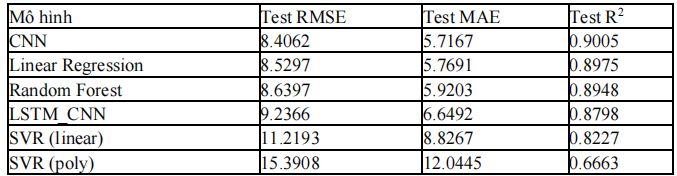 Mô hình Test RMSE Test MAE Test R²
CNN 8.4062 5.7167 0.9005
Linear Regression 8.5297 5.7691 0.8975
Random Forest 8.6397 5.9203 0.8948
LSTM_CNN 9.2366 6.6492 0.8798
SVR (linear) 11.2193 8.8267 0.8227
SVR (poly) 15.3908 12.0445 0.6663